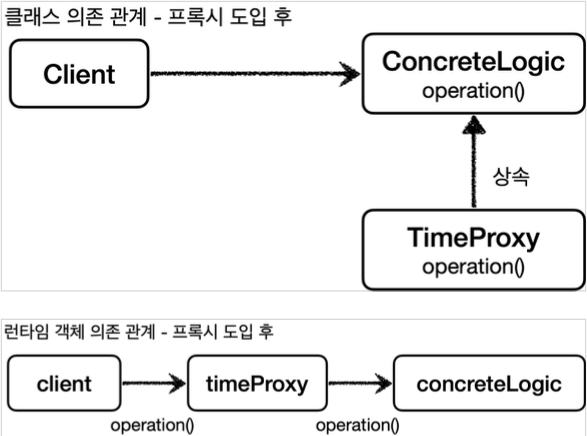 클래스 의존 관계 - 프록시 도입 후
Client
ConcreteLogic
operation()
상속
TimeProxy
operation()
런타임 객체 의존 관계 - 프록시 도입 후
client
timeProxy
concreteLogic
operation()
operation()